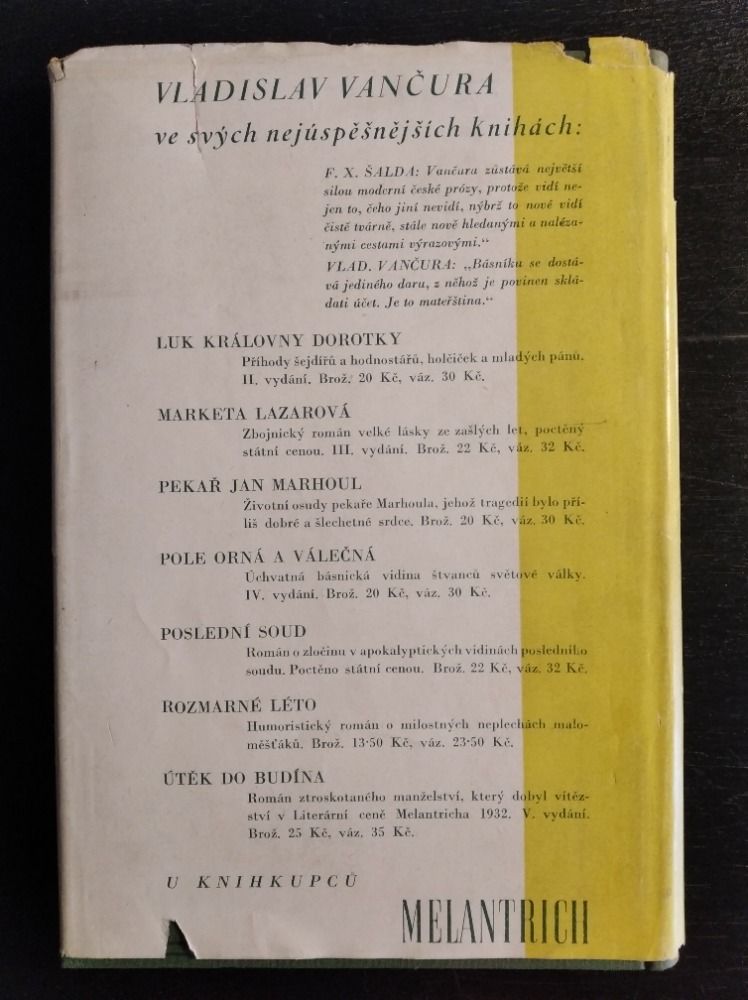 VLADISLAV VANČURA
ve svých nejúspěšnějších knihách:
F. X. ŠALDA: Vančura zůstává největší
silou moderní české prózy, protože vidí ne-
jen to, čeho jiní nevidí, nýbrž to nové vidí
čistě tvárně, stále nově hledanými a naléza-
nými cestami výrazovými.“
VLAD. VANČURA: „Básníku se dostá-
vá jediného daru, z něhož je povinen sklá-
dati účet. Je to mateřština.“
LUK KRÁLOVNY DOROTKY
Příhody šejdířů a hodnostářů, holčiček a mladých pánů.
II. vydání. Brož. 20 Kč, váz. 30 Kč.
MARKETA LAZAROVÁ
Zbojnický román velké lásky ze zašlých let, poctěný
státní cenou. III. vydání. Brož. 22 Kč, váz. 32 Kč.
PEKAŘ JAN MARHOUL
Životní osudy pekaře Marhoula, jehož tragedií bylo pří-
liš dobré a šlechetné srdce. Brož. 20 Kč, váz. 30 Kč.
POLE ORNÁ A VÁLEČNÁ
Úchvatná básnická vidina štvanců světové války.
IV. vydání. Brož. 20 Kč, váz. 30 Kč.
POSLEDNÍ SOUD
Román o zločinu v apokalyptických vidinách posledního
soudu. Poctěno státní cenou. Brož. 22 Kč, váz. 32 Kč.
ROZMARNÉ LÉTO
Humoristický román o milostných neplechách malo-
měšťáků. Brož. 13·50 Kč, váz. 23·50 Kč.
ÚTĚK DO BUDÍNA
Román ztroskotaného manželství, který dobyl vítěz-
ství v Literární ceně Melantricha 1932. V. vydání.
Brož. 25 Kč, váz. 35 Kč.
U KNIHKUPCŮ
MELANTRICH